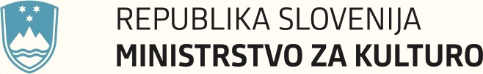 REPUBLIKA SLOVENIJA
MINISTRSTVO ZA KULTURO